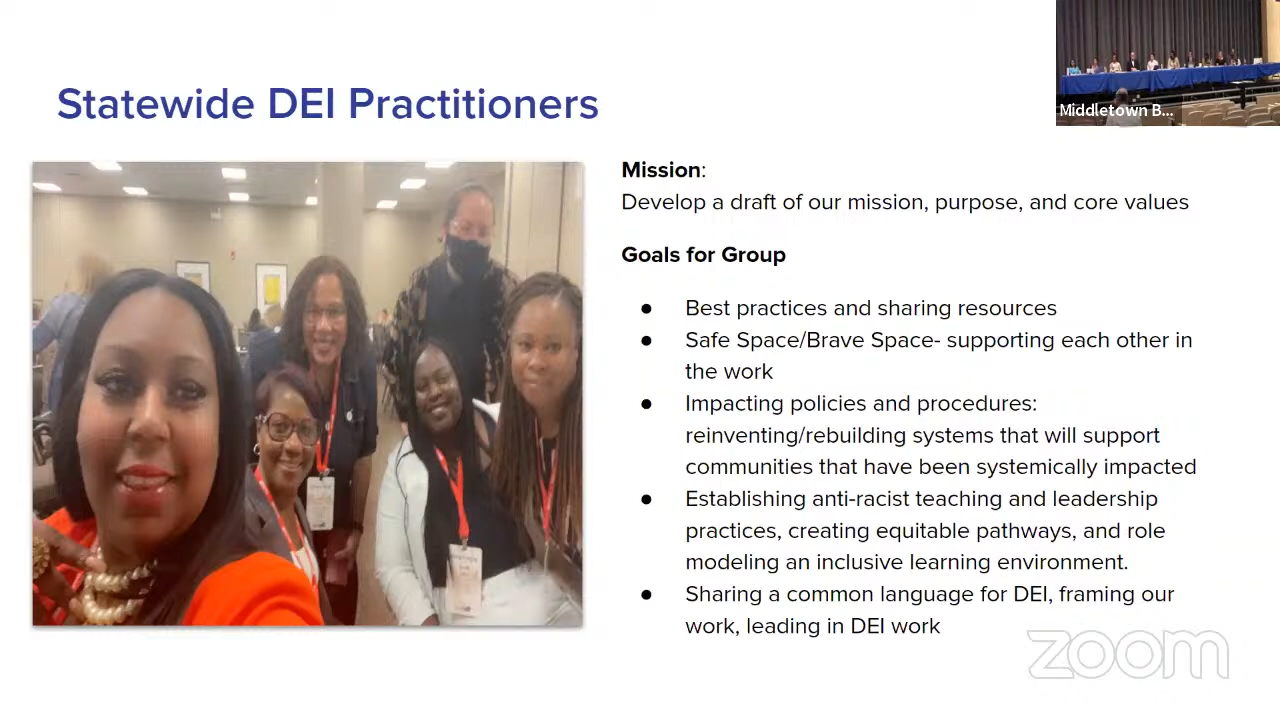 Statewide DEI Practitioners
Middletown B...
Mission:
Develop a draft of our mission, purpose, and core values
Goals for Group
● Best practices and sharing resources
● Safe Space/Brave Space- supporting each other in
the work
● Impacting policies and procedures:
reinventing/rebuilding systems that will support
communities that have been systemically impacted
● Establishing anti-racist teaching and leadership
practices, creating equitable pathways, and role
modeling an inclusive learning environment.
● Sharing a common language for DEI, framing our
work, leading in DEI work
zoom